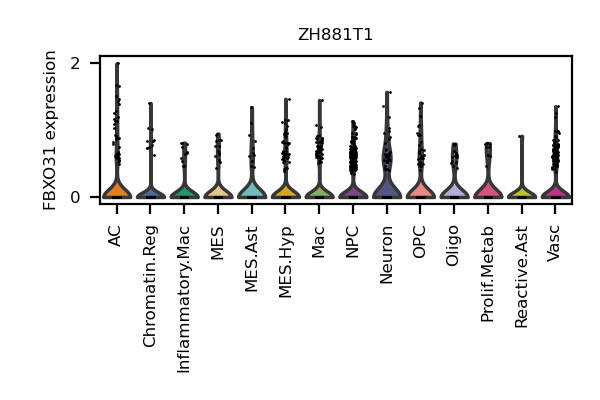 ZH881T1
FBXO31 expression
2
0
AC
Chromatin.Reg
Inflammatory.Mac
MES
MES.Ast
MES.Hyp
Mac
NPC
Neuron
OPC
Oligo
Prolif.Metab
Reactive.Ast
Vasc